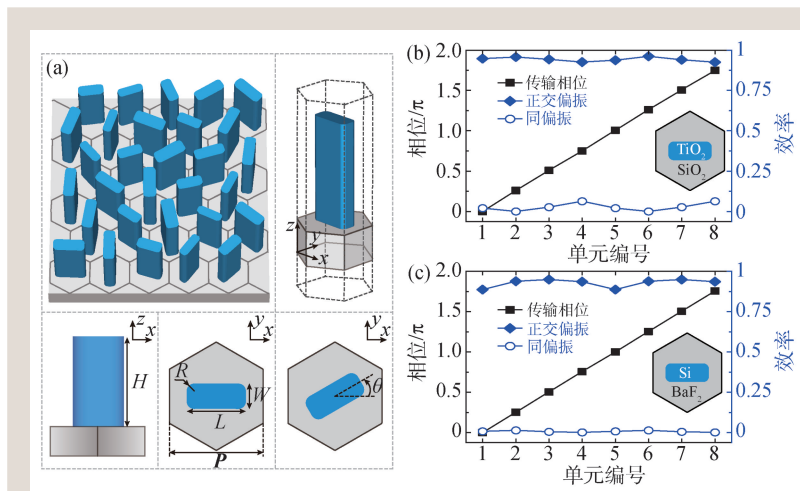 (a)
z
y
x
z
x
H
y
x
R
W
L
P
y
x
θ
(b)
2.0
1.5
1.0
0.5
0
相位/π
传输相位
正交偏振
同偏振
TiO₂
SiO₂
1
0.75
0.5
0.25
0
效率
1 2 3 4 5 6 7 8
单元编号
(c)
2.0
1.5
1.0
0.5
0
相位/π
传输相位
正交偏振
同偏振
Si
BaF₂
1
0.75
0.5
0.25
0
效率
1 2 3 4 5 6 7 8
单元编号